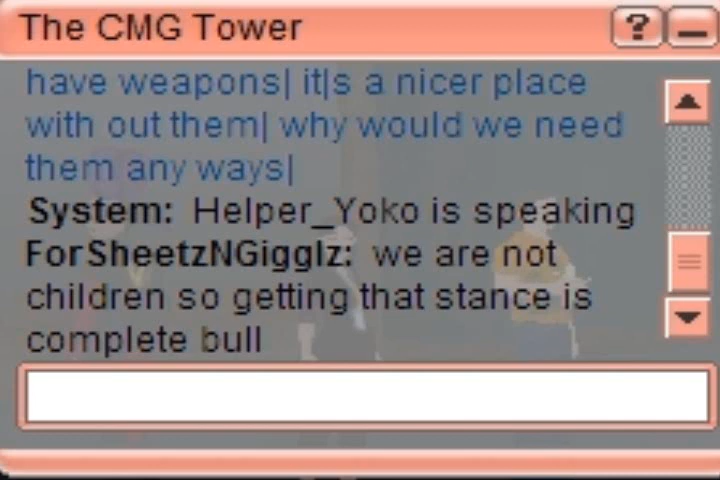 The CMG Tower
?
have weapons| it|s a nicer place
with out them| why would we need
them any ways|
System: Helper_Yoko is speaking
ForSheetzNGigglz: we are not
children so getting that stance is
complete bull